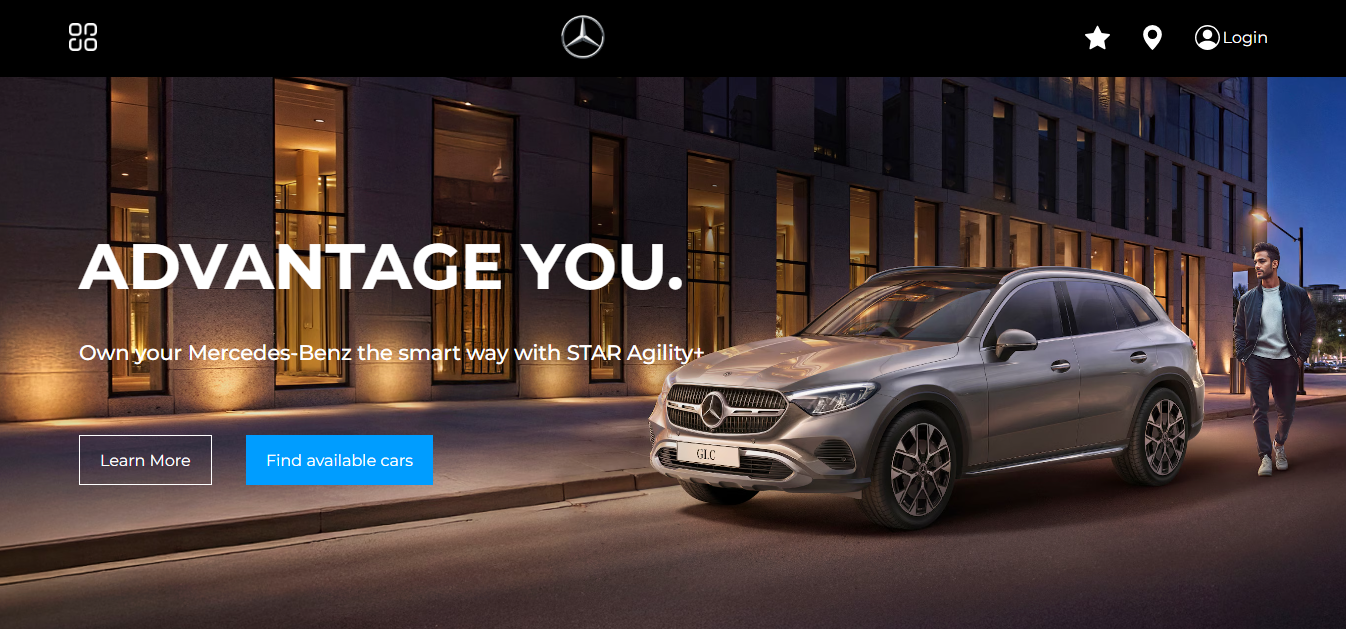 Login
ADVANTAGE YOU.
Own your Mercedes-Benz the smart way with STAR Agility+
Learn More
Find available cars
GLC